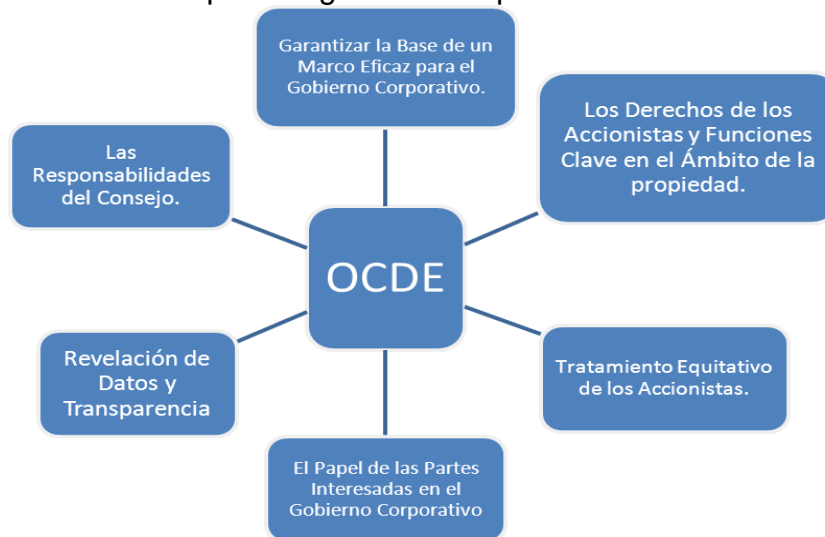 Garantizar la Base de un
Marco Eficaz para el
Gobierno Corporativo.
Los Derechos de los
Accionistas y Funciones
Clave en el Ámbito de la
propiedad.
Las
Responsabilidades
del Consejo.
OCDE
Revelación de
Datos y
Transparencia
Tratamiento Equitativo
de los Accionistas.
El Papel de las Partes
Interesadas en el
Gobierno Corporativo